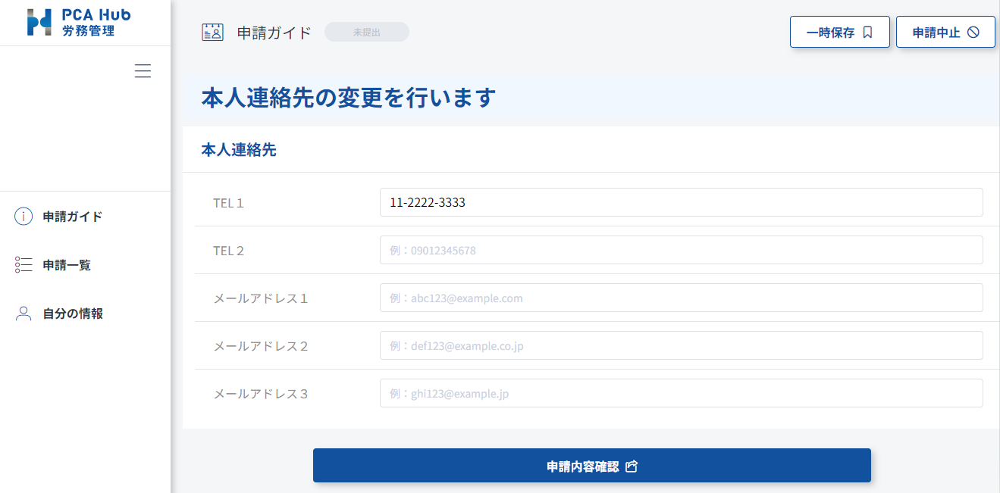 PCA Hub
労務管理
申請ガイド
申請一覧
自分の情報
申請ガイド 未提出 一時保存 申請中止
本人連絡先の変更を行います
本人連絡先
TEL１ 11-2222-3333
TEL２ 例：09012345678
メールアドレス１ 例：abc123@example.com
メールアドレス２ 例：def123@example.co.jp
メールアドレス３ 例：ghi123@example.jp
申請内容確認